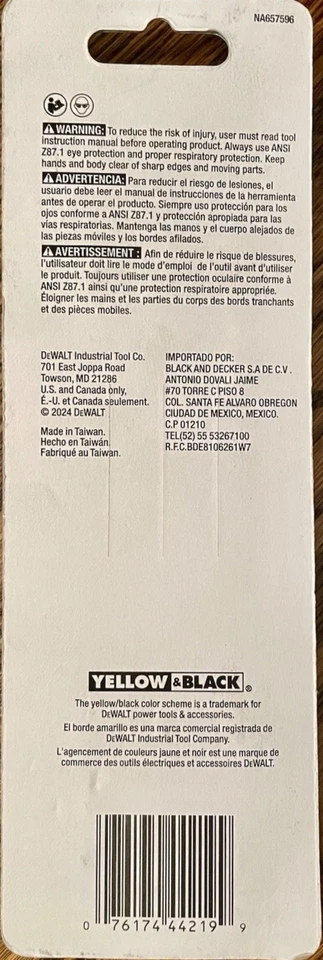 NA657596
WARNING: To reduce the risk of injury, user must read tool
instruction manual before operating product. Always use ANSI
Z87.1 eye protection and proper respiratory protection. Keep
hands and body clear of sharp edges and moving parts.
ADVERTENCIA: Para reducir el riesgo de lesiones, el
usuario debe leer el manual de instrucciones de la herramienta
antes de operar el producto. Siempre uso protección para los
ojos conforme a ANSI Z87.1 y protección apropiada para las
vías respiratorias. Mantenga las manos y el cuerpo alejados de
las piezas móviles y los bordes afilados.
AVERTISSEMENT : Afin de réduire le risque de blessures,
l'utilisateur doit lire le mode d'emploi de l'outil avant d'utiliser
le produit. Toujours utiliser une protection oculaire conforme à
ANSI Z87.1 ainsi qu'une protection respiratoire appropriée.
Éloigner les mains et les parties du corps des bords tranchants
et des pièces mobiles.
DEWALT Industrial Tool Co.
701 East Joppa Road
Towson, MD 21286
U.S. and Canada only,
É.-U. et Canada seulement.
© 2024 DEWALT
Made in Taiwan.
Hecho en Taiwán.
Fabriqué au Taiwan.
IMPORTADO POR:
BLACK AND DECKER S.A DE C.V.
ANTONIO DOVALI JAIME
#70 TORRE C PISO 8
COL. SANTA FE ALVARO OBREGON
CIUDAD DE MEXICO, MEXICO.
C.P 01210
TEL(52) 55 53267100
R.F.C.BDE8106261W7
YELLOW & BLACK ®
The yellow/black color scheme is a trademark for
DEWALT power tools & accessories.
El borde amarillo es una marca comercial registrada de
DEWALT Industrial Tool Company.
L'agencement de couleurs jaune et noir est une marque de
commerce des outils électriques et accessoires DEWALT.
0 76174 44219 9